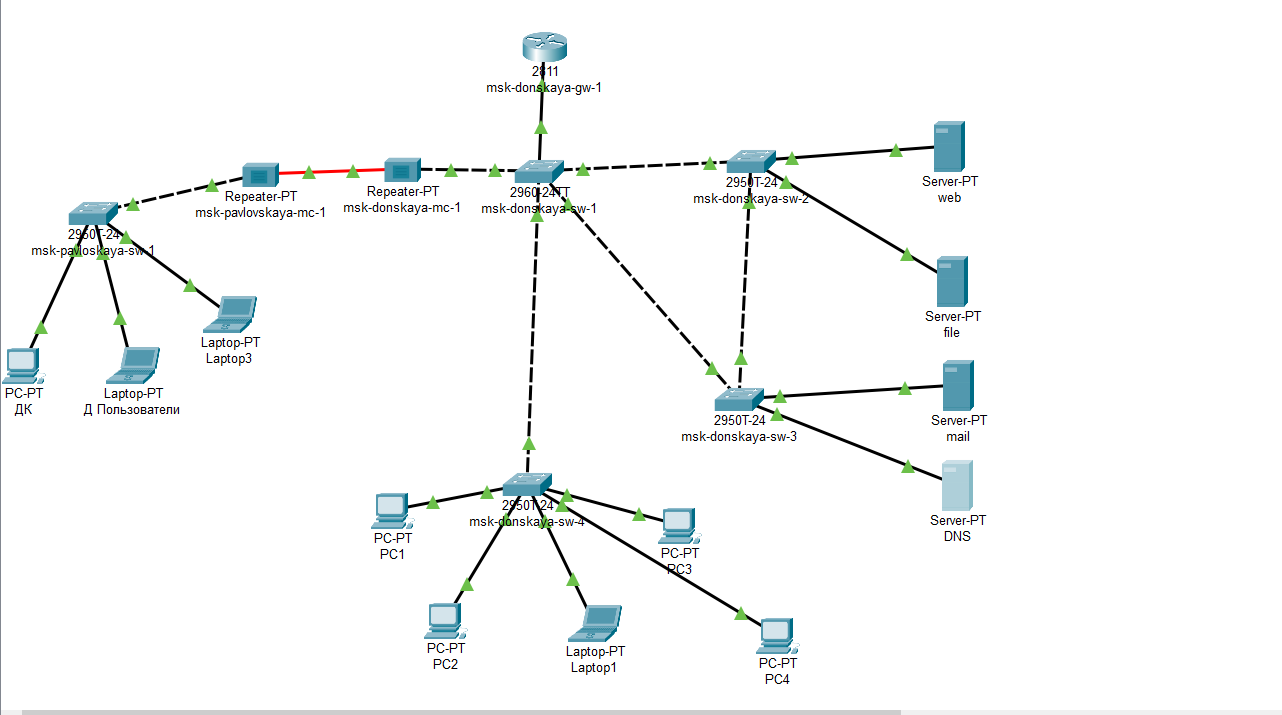 2811
msk-donskaya-gw-1
Repeater-PT
msk-pavlovskaya-mc-1
Repeater-PT
msk-donskaya-mc-1
2960-24TT
msk-donskaya-sw-1
2950T-24
msk-donskaya-sw-2
Server-PT
web
2950T-24
msk-pavloskaya-sw-1
Server-PT
file
Laptop-PT
Laptop3
PC-PT
ДК
Laptop-PT
Д Пользователи
2950T-24
msk-donskaya-sw-3
Server-PT
mail
2950T-24
msk-donskaya-sw-4
Server-PT
DNS
PC-PT
PC1
PC-PT
PC3
PC-PT
PC2
Laptop-PT
Laptop1
PC-PT
PC4